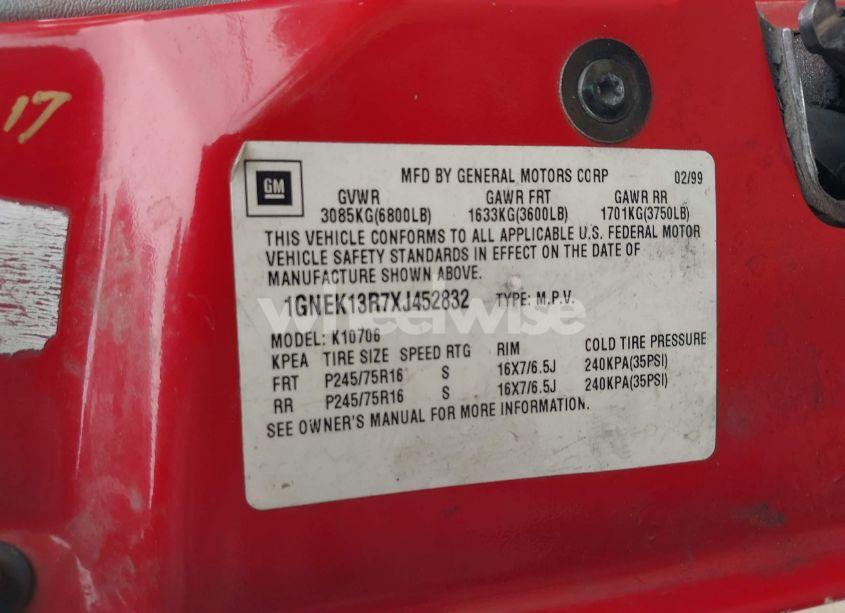 17
GM
MFD BY GENERAL MOTORS CORP 02/99
GVWR GAWR FRT GAWR RR
3085KG(6800LB) 1633KG(3600LB) 1701KG(3750LB)
THIS VEHICLE CONFORMS TO ALL APPLICABLE U.S. FEDERAL MOTOR
VEHICLE SAFETY STANDARDS IN EFFECT ON THE DATE OF
MANUFACTURE SHOWN ABOVE.
1GNEK13R7XJ452832 TYPE: M.P.V.
wheelwise
MODEL: K10706
KPEA TIRE SIZE SPEED RTG RIM COLD TIRE PRESSURE
FRT P245/75R16 S 16X7/6.5J 240KPA(35PSI)
RR P245/75R16 S 16X7/6.5J 240KPA(35PSI)
SEE OWNER'S MANUAL FOR MORE INFORMATION.